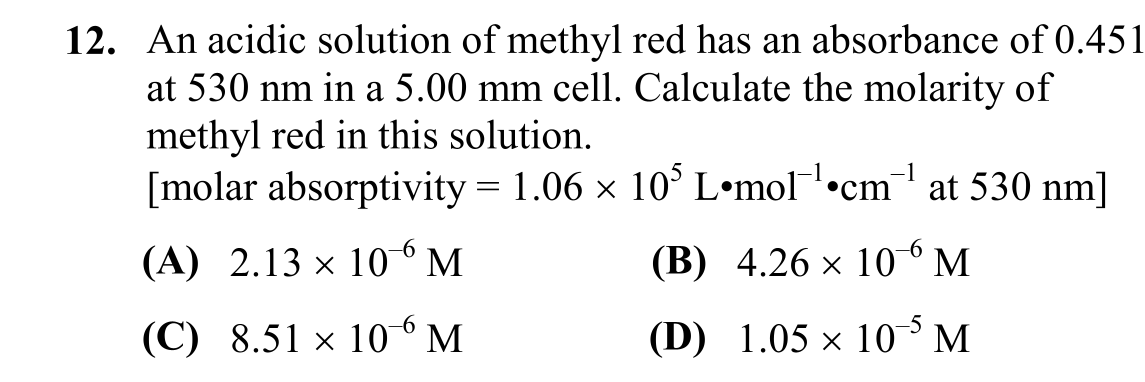 12. An acidic solution of methyl red has an absorbance of 0.451
at 530 nm in a 5.00 mm cell. Calculate the molarity of
methyl red in this solution.
[molar absorptivity = 1.06 × 10⁵ L•mol⁻¹•cm⁻¹ at 530 nm]
(A) 2.13 × 10⁻⁶ M (B) 4.26 × 10⁻⁶ M
(C) 8.51 × 10⁻⁶ M (D) 1.05 × 10⁻⁵ M